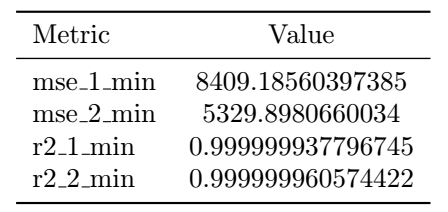 Metric Value
mse_1_min 8409.18560397385
mse_2_min 5329.8980660034
r2_1_min 0.999999937796745
r2_2_min 0.999999960574422